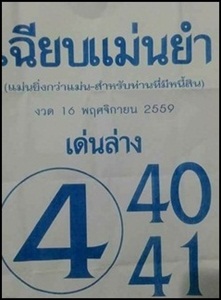 เฉียบแม่นยำ
(แม่นยิ่งกว่าแม่น-สำหรับท่านที่มีหนี้สิน)
งวด 16 พฤศจิกายน 2559
เด่นล่าง
4
40
41